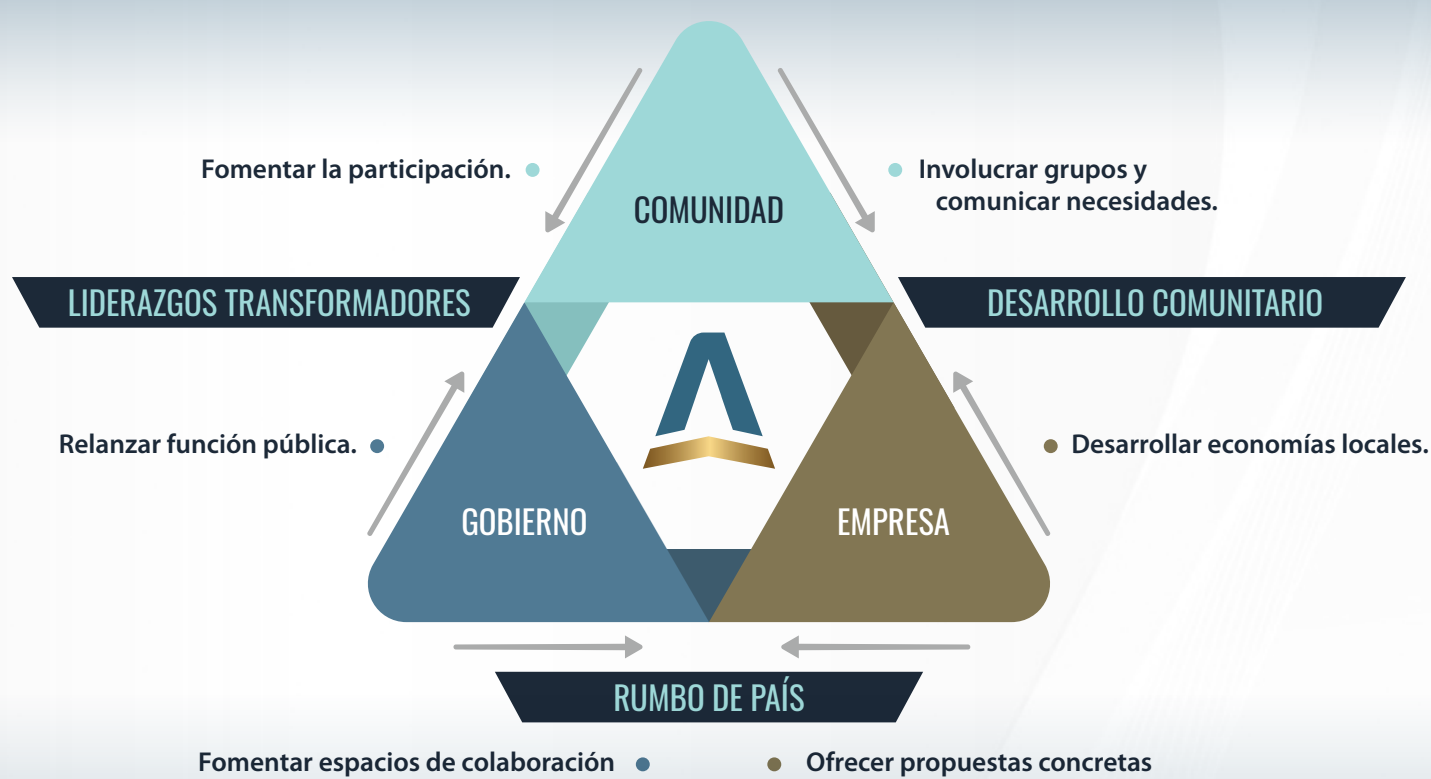 Fomentar la participación.
Involucrar grupos y
comunicar necesidades.
COMUNIDAD
LIDERAZGOS TRANSFORMADORES
DESARROLLO COMUNITARIO
Relanzar función pública.
Desarrollar economías locales.
GOBIERNO
EMPRESA
RUMBO DE PAÍS
Fomentar espacios de colaboración
Ofrecer propuestas concretas